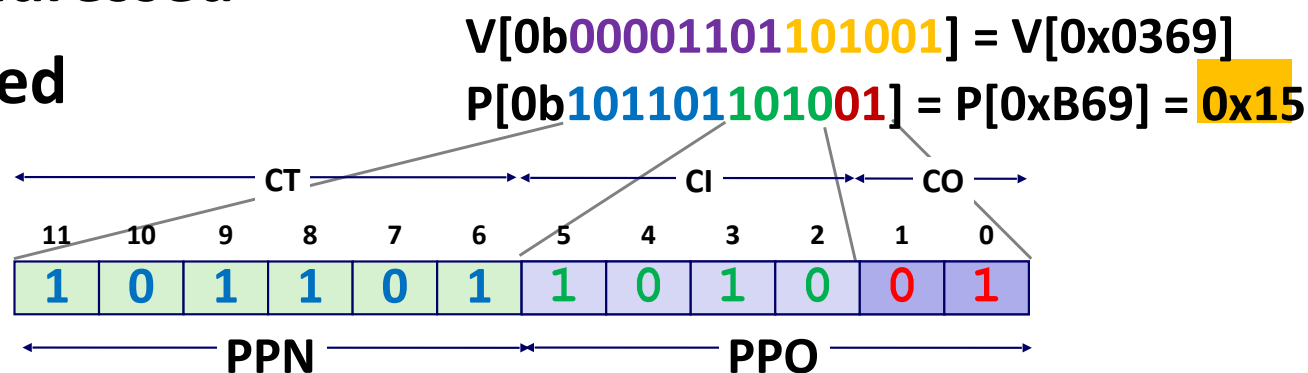 ed
V[0b00001101101001] = V[0x0369]
P[0b101101101001] = P[0xB69] = 0x15
CT CI CO
11 10 9 8 7 6 5 4 3 2 1 0
1 0 1 1 0 1 1 0 1 0 0 1
PPN PPO